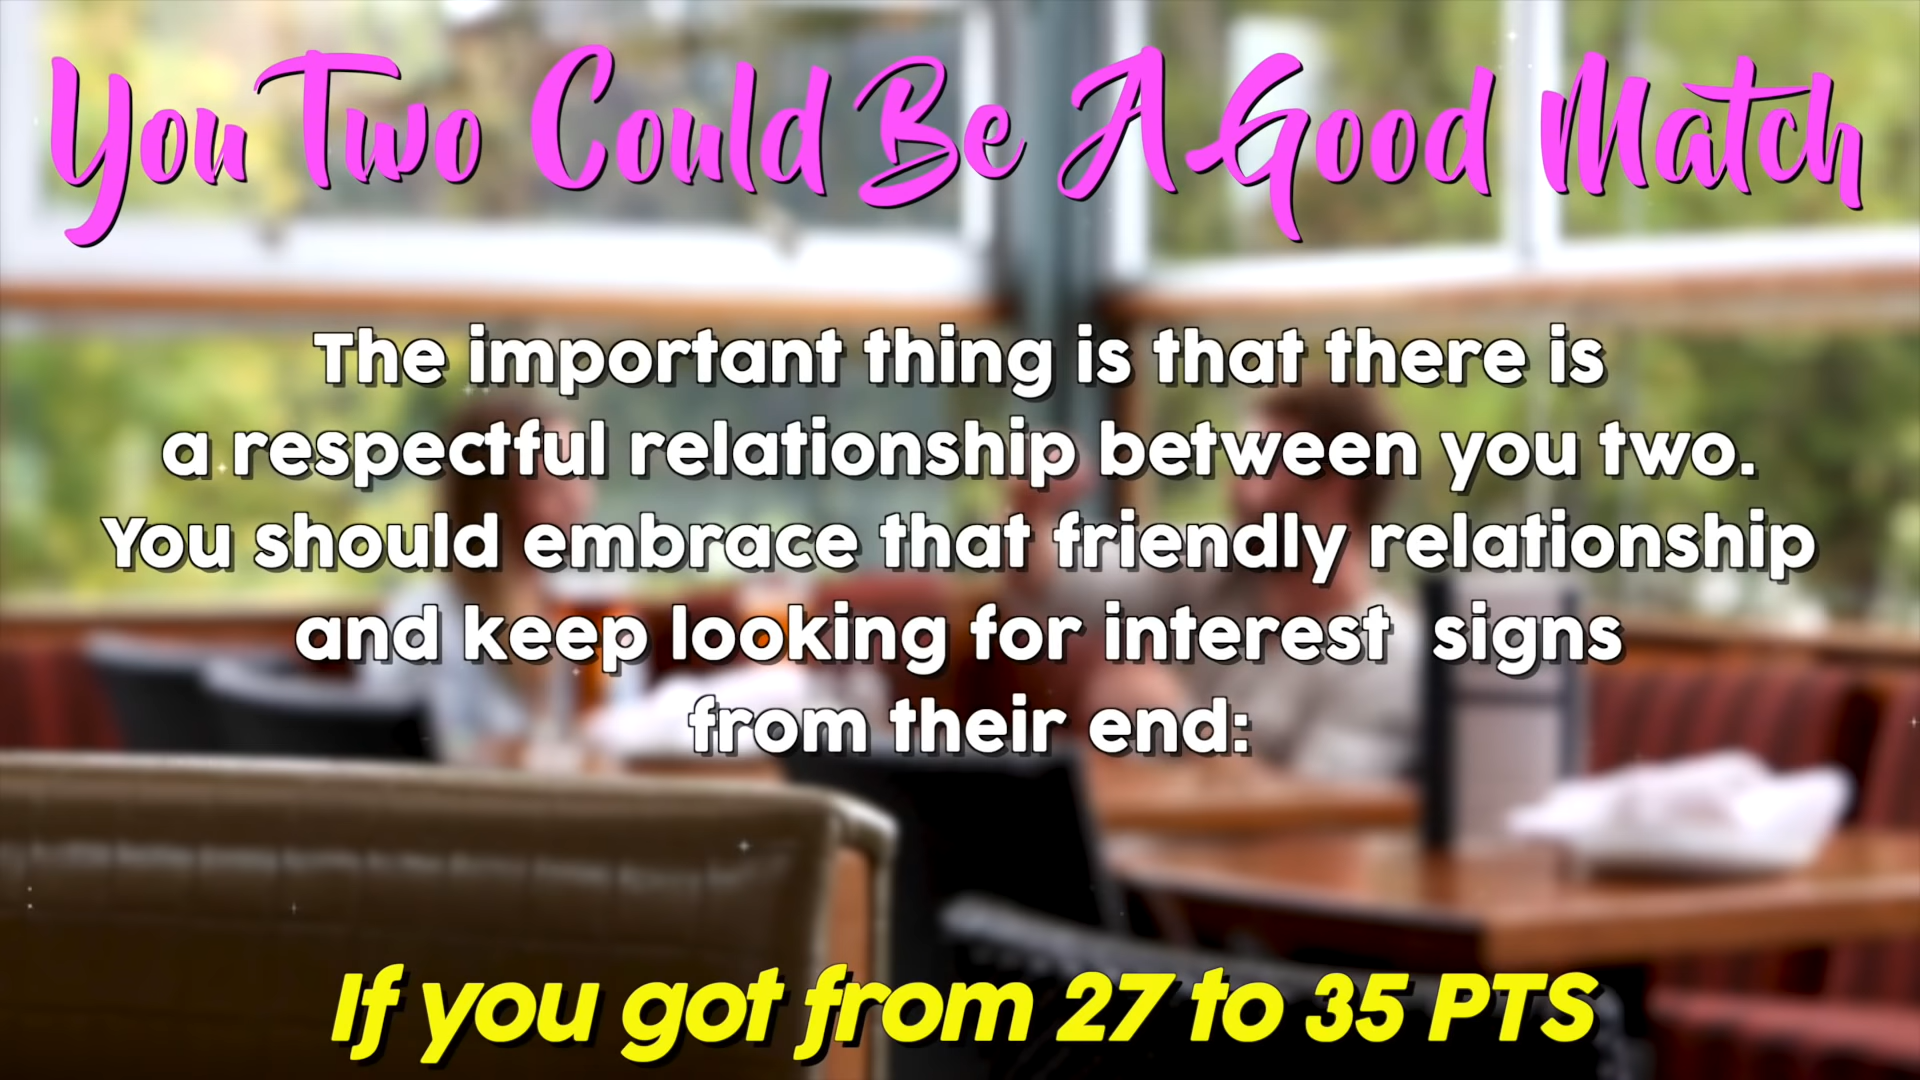 You Two Could Be A Good Match
The important thing is that there is
a respectful relationship between you two.
You should embrace that friendly relationship
and keep looking for interest signs
from their end:
If you got from 27 to 35 PTS